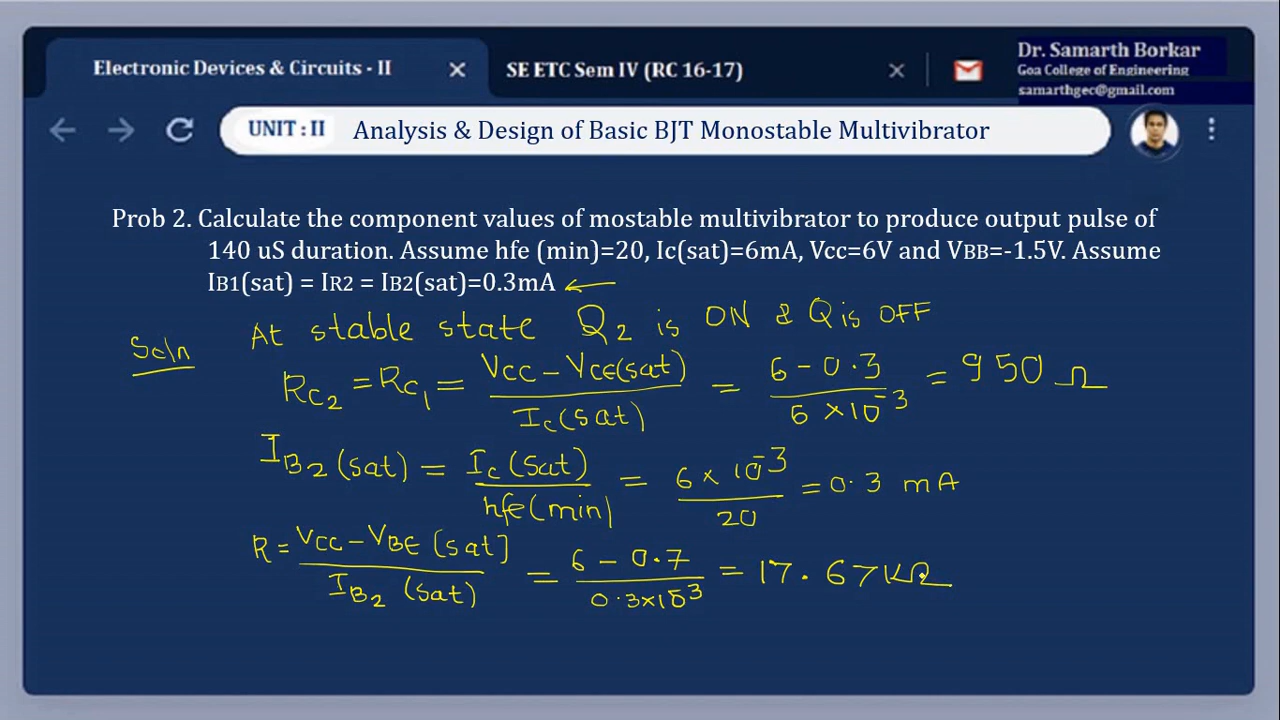 Electronic Devices & Circuits - II
SE ETC Sem IV (RC 16-17)
Dr. Samarth Borkar
Goa College of Engineering
samarthgec@gmail.com
UNIT : II Analysis & Design of Basic BJT Monostable Multivibrator
Prob 2. Calculate the component values of mostable multivibrator to produce output pulse of
140 uS duration. Assume hfe (min)=20, Ic(sat)=6mA, Vcc=6V and VBB=-1.5V. Assume
IB1(sat) = IR2 = IB2(sat)=0.3mA ←
Soln At stable state Q2 is ON & Q is OFF
RC2 = RC1 = (VCC - VCE(sat))/(IC(sat)) = (6 - 0.3)/(6 × 10^-3) = 950 Ω
IB2(sat) = IC(sat)/hfe(min) = (6 × 10^-3)/20 = 0.3 mA
R = (VCC - VBE(sat))/(IB2(sat)) = (6 - 0.7)/(0.3×10^-3) = 17.67KΩ